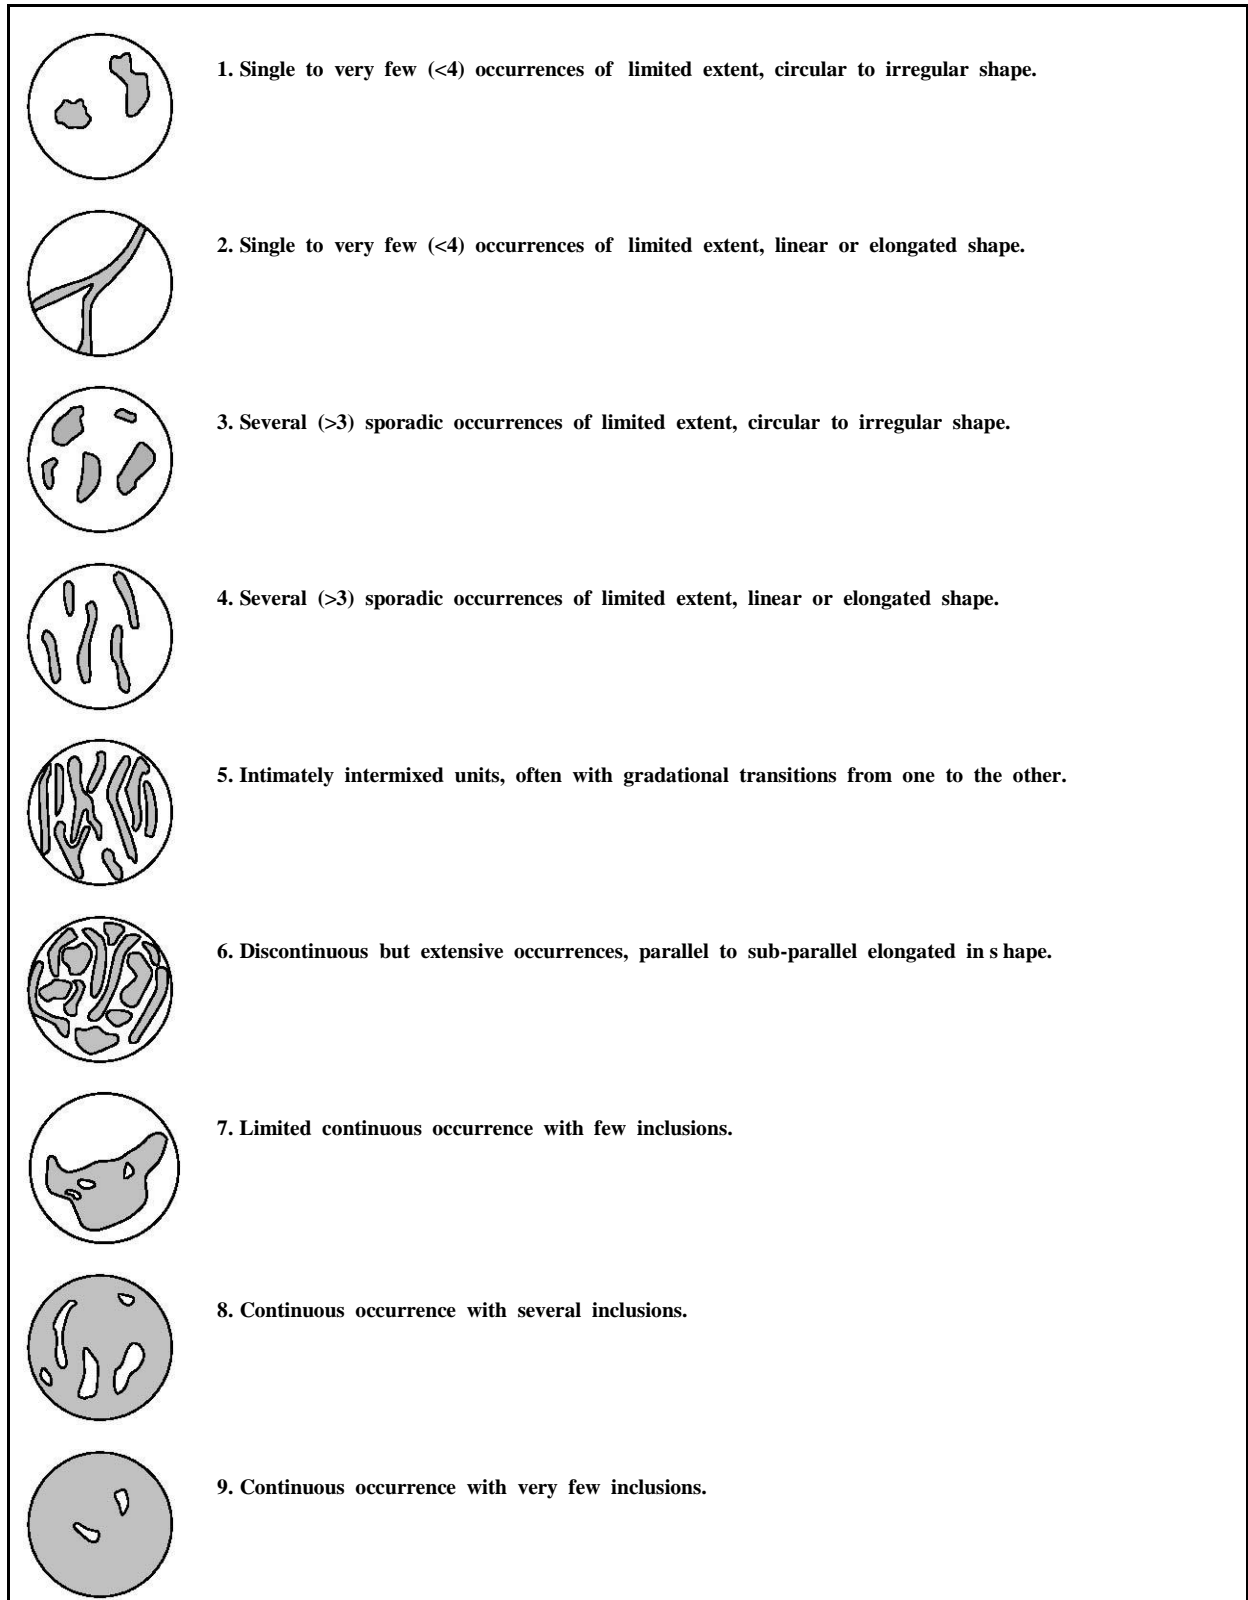 1. Single to very few (<4) occurrences of limited extent, circular to irregular shape.
2. Single to very few (<4) occurrences of limited extent, linear or elongated shape.
3. Several (>3) sporadic occurrences of limited extent, circular to irregular shape.
4. Several (>3) sporadic occurrences of limited extent, linear or elongated shape.
5. Intimately intermixed units, often with gradational transitions from one to the other.
6. Discontinuous but extensive occurrences, parallel to sub-parallel elongated in s hape.
7. Limited continuous occurrence with few inclusions.
8. Continuous occurrence with several inclusions.
9. Continuous occurrence with very few inclusions.